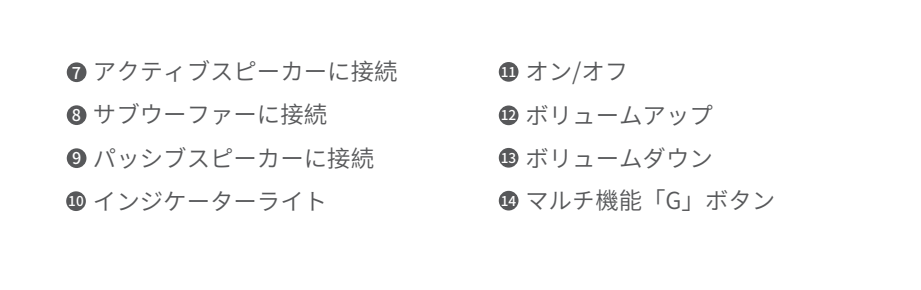 ❼ アクティブスピーカーに接続
❽ サブウーファーに接続
❾ パッシブスピーカーに接続
❿ インジケーターライト
⓫ オン/オフ
⓬ ボリュームアップ
⓭ ボリュームダウン
⓮ マルチ機能「G」ボタン